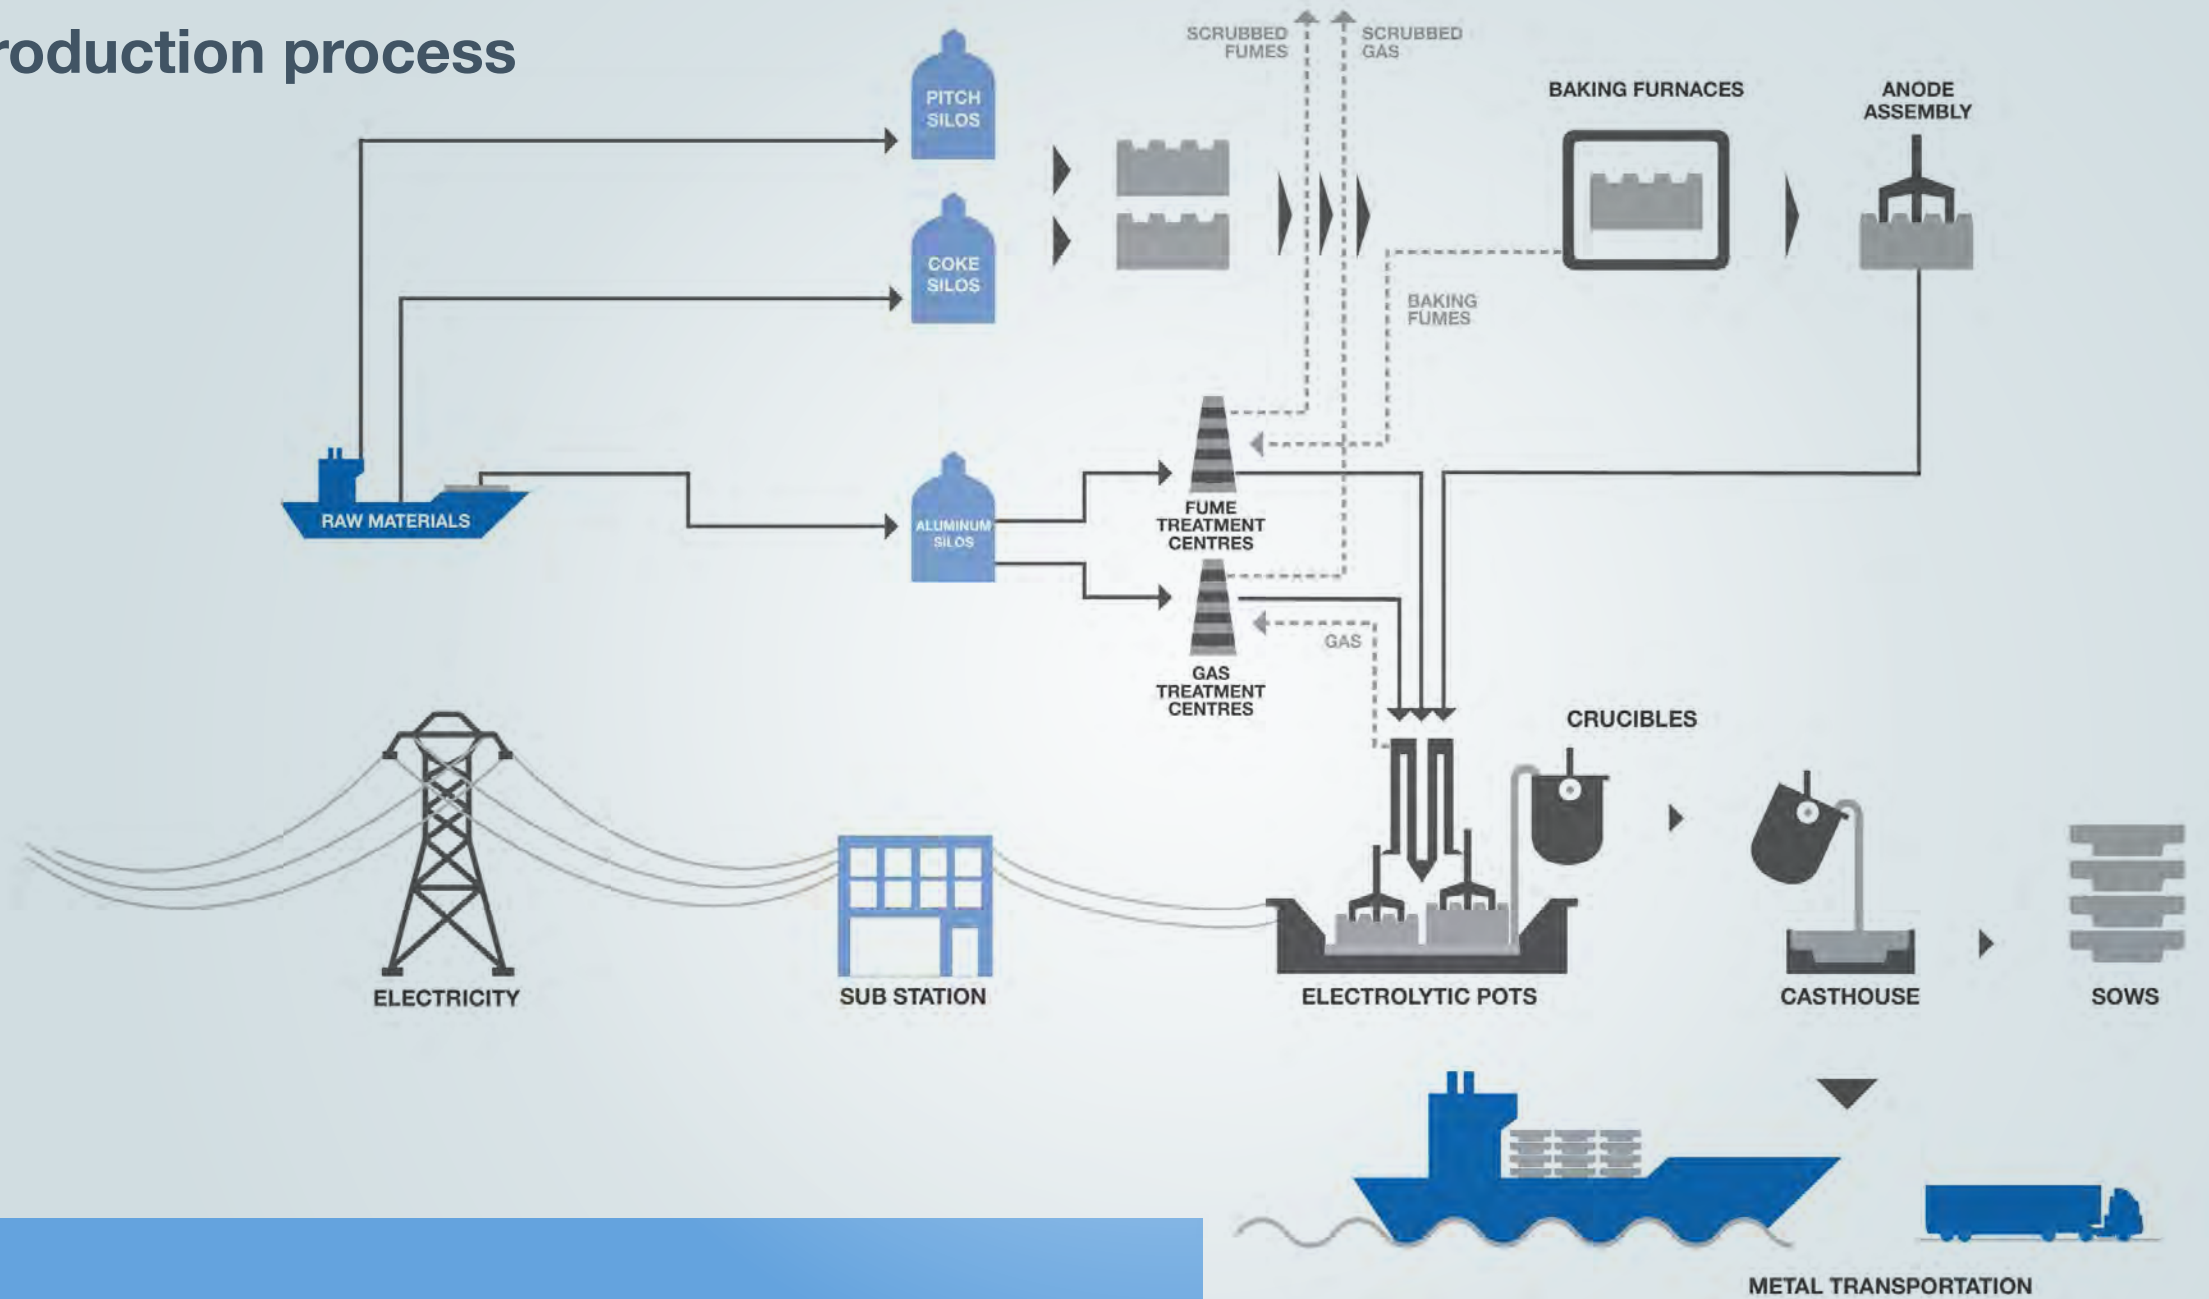 roduction process
SCRUBBED
FUMES
SCRUBBED
GAS
PITCH
SILOS
BAKING FURNACES
ANODE
ASSEMBLY
COKE
SILOS
BAKING
FUMES
RAW MATERIALS
ALUMINUM
SILOS
FUME
TREATMENT
CENTRES
GAS
GAS
TREATMENT
CENTRES
CRUCIBLES
ELECTRICITY
SUB STATION
ELECTROLYTIC POTS
CASTHOUSE
SOWS
METAL TRANSPORTATION